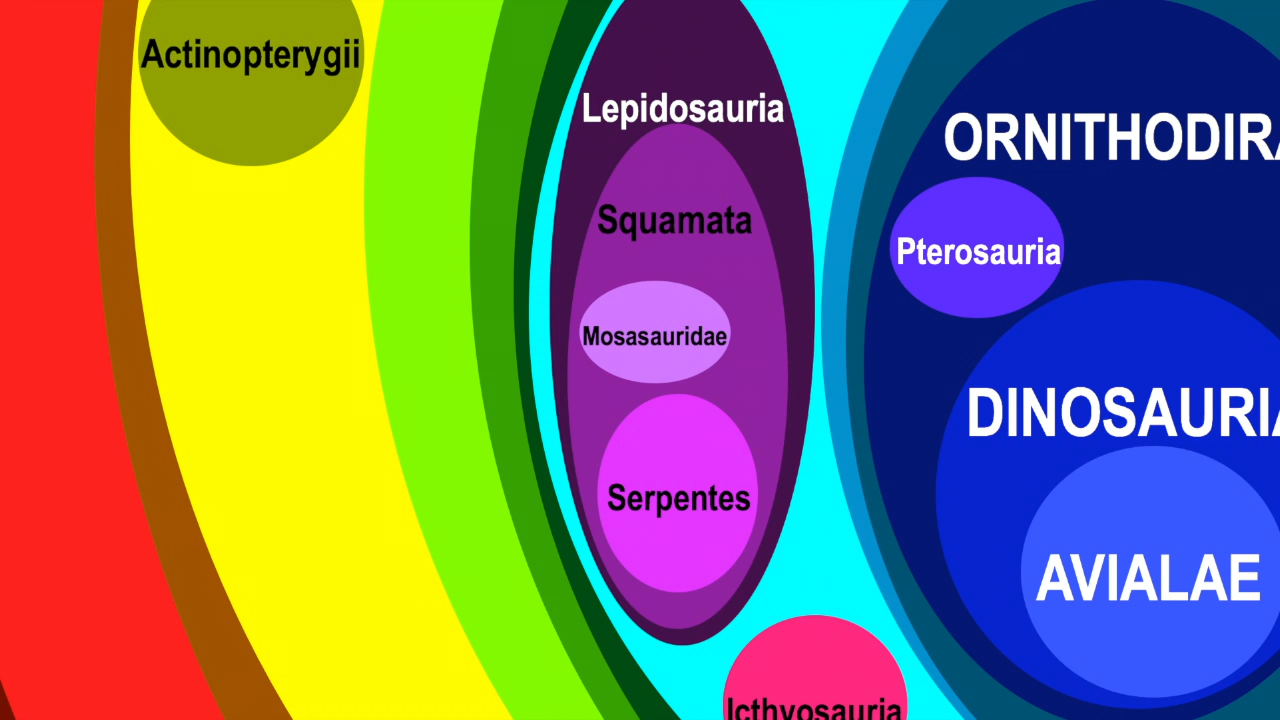 Actinopterygii
Lepidosauria
ORNITHODIRA
Squamata
Pterosauria
Mosasauridae
DINOSAURIA
Serpentes
AVIALAE
Icthyosauria